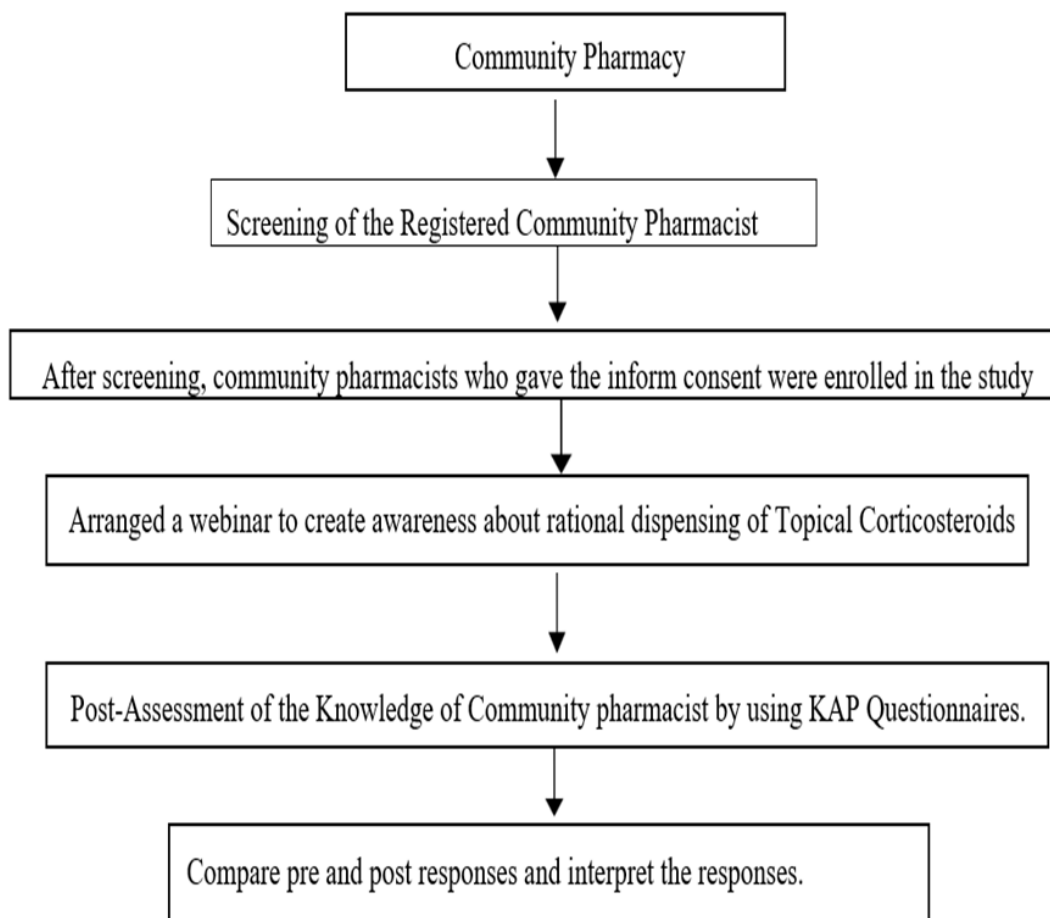 Community Pharmacy
Screening of the Registered Community Pharmacist
After screening, community pharmacists who gave the inform consent were enrolled in the study
Arranged a webinar to create awareness about rational dispensing of Topical Corticosteroids
Post-Assessment of the Knowledge of Community pharmacist by using KAP Questionnaires.
Compare pre and post responses and interpret the responses.